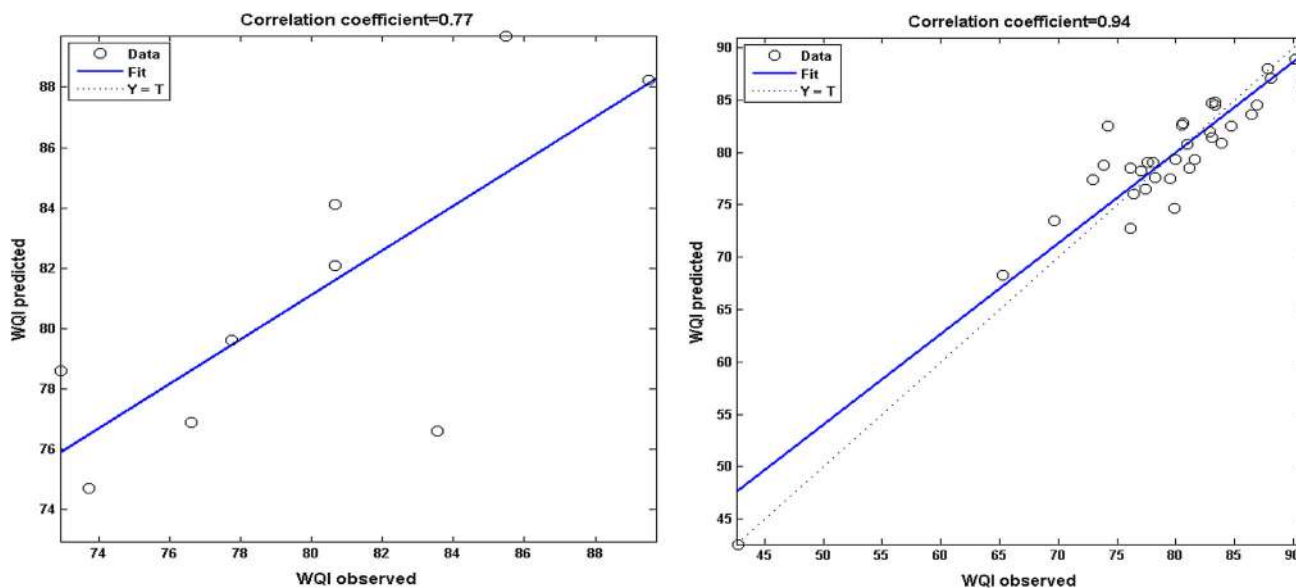 Correlation coefficient=0.77
Data
Fit
Y = T
88
86
84
82
80
78
76
74
WQI predicted
74 76 78 80 82 84 86 88
WQI observed
Correlation coefficient=0.94
Data
Fit
Y = T
90
85
80
75
70
65
60
55
50
45
WQI predicted
45 50 55 60 65 70 75 80 85 90
WQI observed